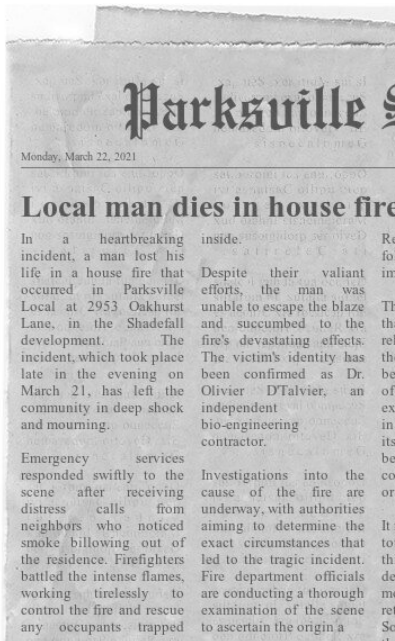 Parksville S
Monday, March 22, 2021
Local man dies in house fire
In a heartbreaking
incident, a man lost his
life in a house fire that
occurred in Parksville
Local at 2953 Oakhurst
Lane, in the Shadefall
development. The
incident, which took place
late in the evening on
March 21, has left the
community in deep shock
and mourning.
Emergency services
responded swiftly to the
scene after receiving
distress calls from
neighbors who noticed
smoke billowing out of
the residence. Firefighters
battled the intense flames,
working tirelessly to
control the fire and rescue
any occupants trapped
inside.
Despite their valiant
efforts, the man was
unable to escape the blaze
and succumbed to the
fire's devastating effects.
The victim's identity has
been confirmed as Dr.
Olivier D'Talvier, an
independent
bio-engineering
contractor.
Investigations into the
cause of the fire are
underway, with authorities
aiming to determine the
exact circumstances that
led to the tragic incident.
Fire department officials
are conducting a thorough
examination of the scene
to ascertain the origin a